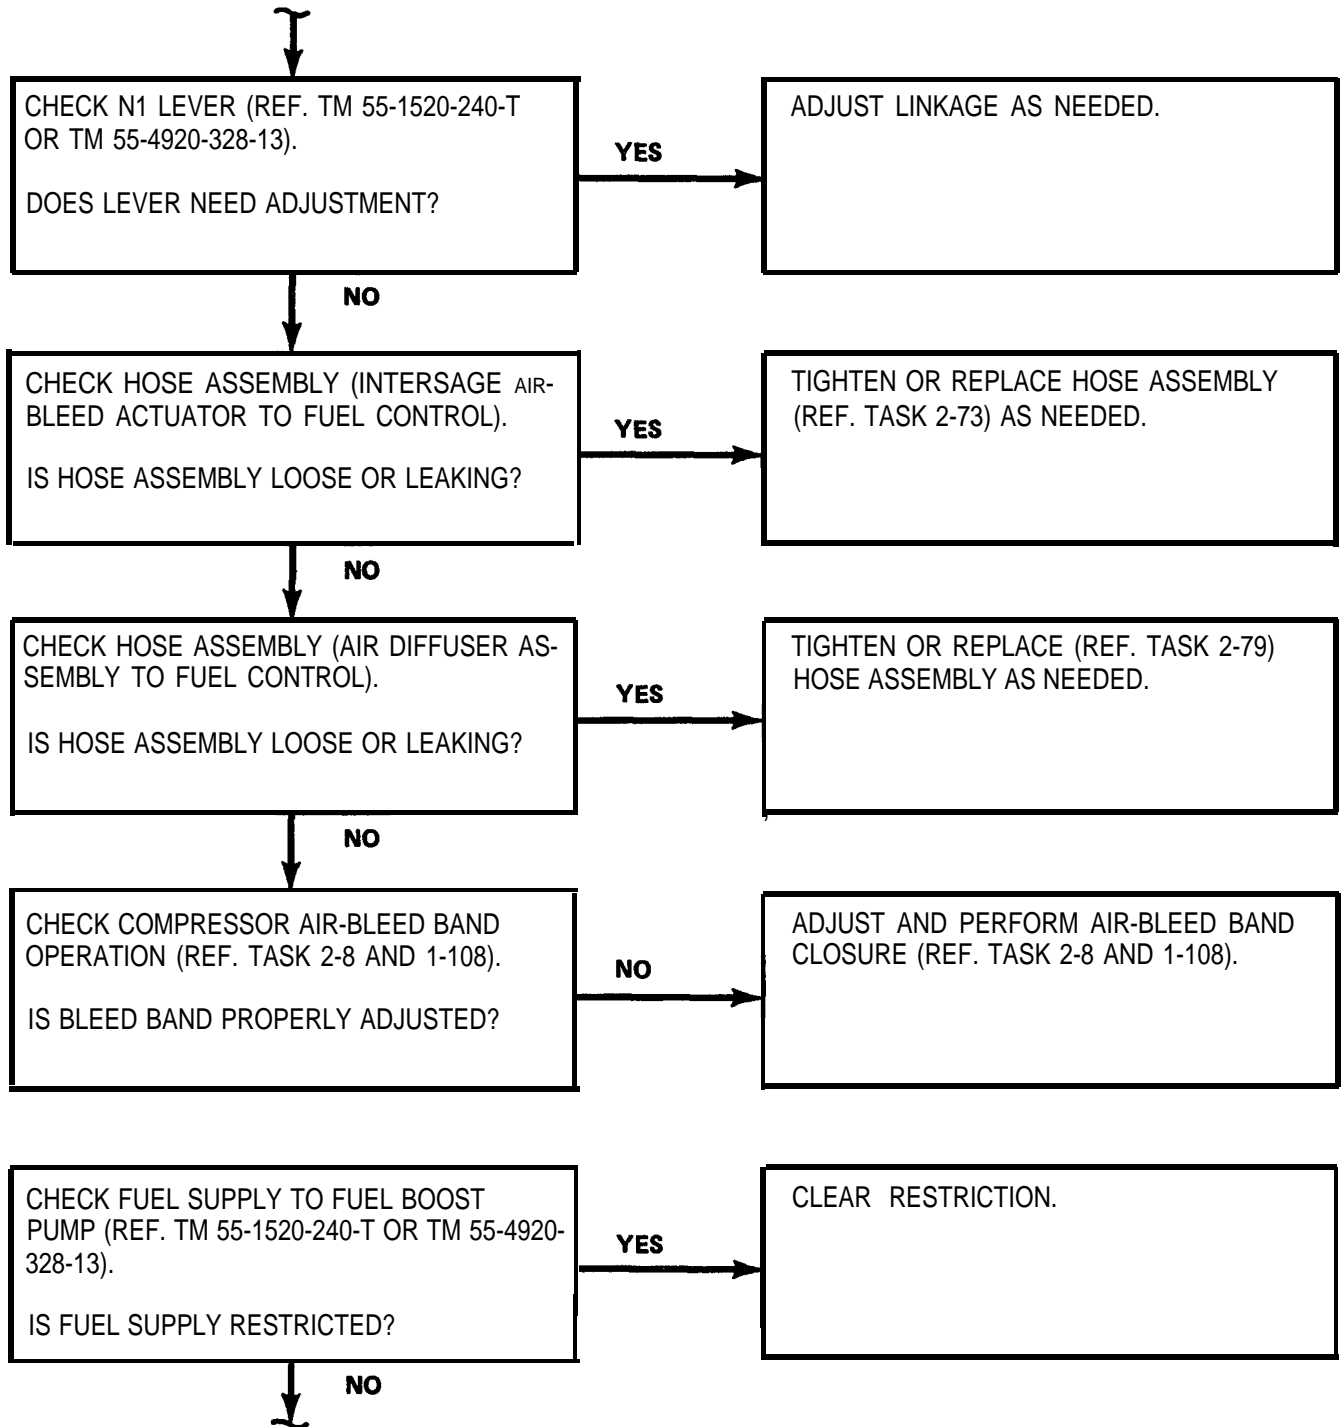 CHECK N1 LEVER (REF. TM 55-1520-240-T
OR TM 55-4920-328-13).
DOES LEVER NEED ADJUSTMENT?
YES
ADJUST LINKAGE AS NEEDED.
NO
CHECK HOSE ASSEMBLY (INTERSAGE AIR-
BLEED ACTUATOR TO FUEL CONTROL).
IS HOSE ASSEMBLY LOOSE OR LEAKING?
YES
TIGHTEN OR REPLACE HOSE ASSEMBLY
(REF. TASK 2-73) AS NEEDED.
NO
CHECK HOSE ASSEMBLY (AIR DIFFUSER AS-
SEMBLY TO FUEL CONTROL).
IS HOSE ASSEMBLY LOOSE OR LEAKING?
YES
TIGHTEN OR REPLACE (REF. TASK 2-79)
HOSE ASSEMBLY AS NEEDED.
NO
CHECK COMPRESSOR AIR-BLEED BAND
OPERATION (REF. TASK 2-8 AND 1-108).
IS BLEED BAND PROPERLY ADJUSTED?
NO
ADJUST AND PERFORM AIR-BLEED BAND
CLOSURE (REF. TASK 2-8 AND 1-108).
CHECK FUEL SUPPLY TO FUEL BOOST
PUMP (REF. TM 55-1520-240-T OR TM 55-4920-
328-13).
IS FUEL SUPPLY RESTRICTED?
YES
CLEAR RESTRICTION.
NO